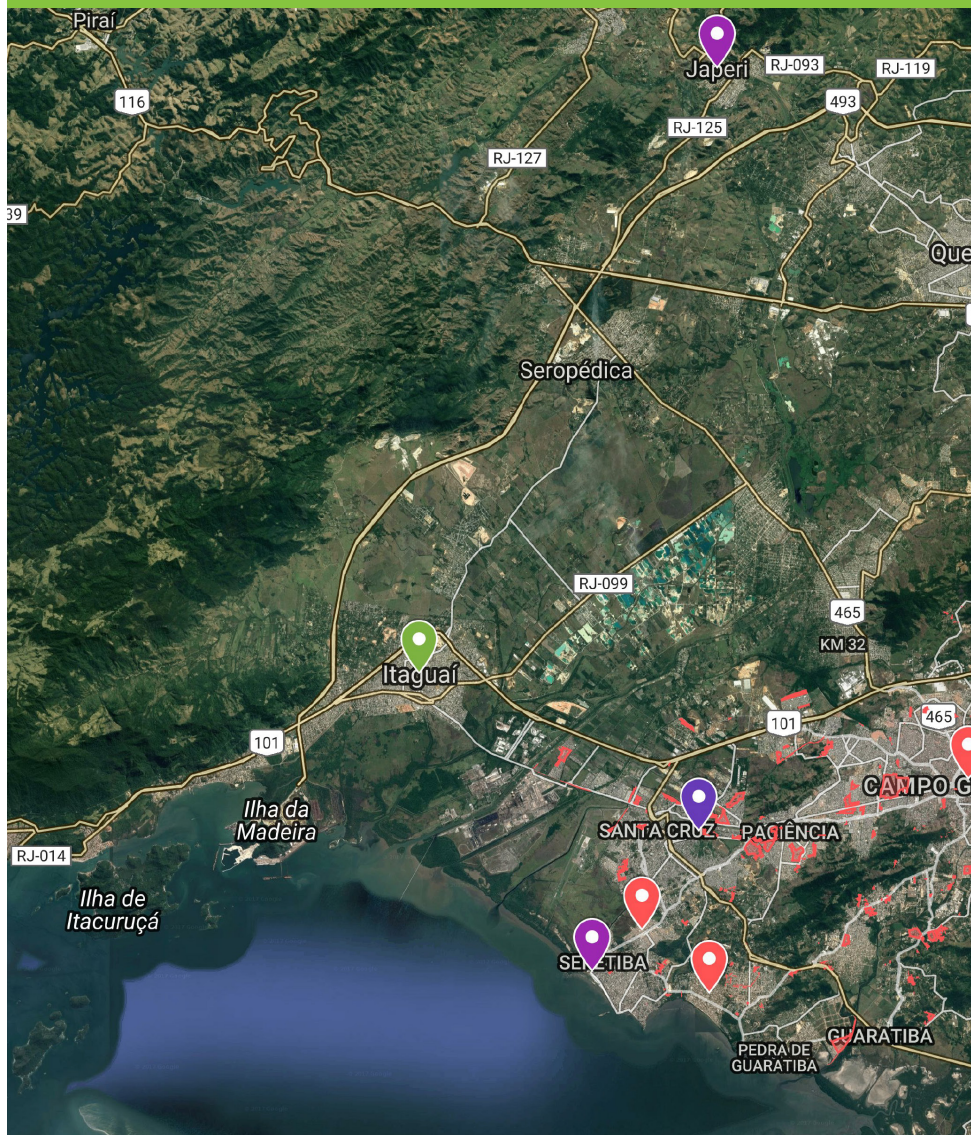 Piraí
116
Japeri
RJ-093
RJ-119
493
RJ-125
RJ-127
39
Que
Seropédica
RJ-099
465
KM 32
Itaguaí
101
465
101
CAMPO G
Ilha da
Madeira
SANTA CRUZ
PACIÊNCIA
RJ-014
Ilha de
Itacuruçá
SEPETIBA
GUARATIBA
PEDRA DE
GUARATIBA